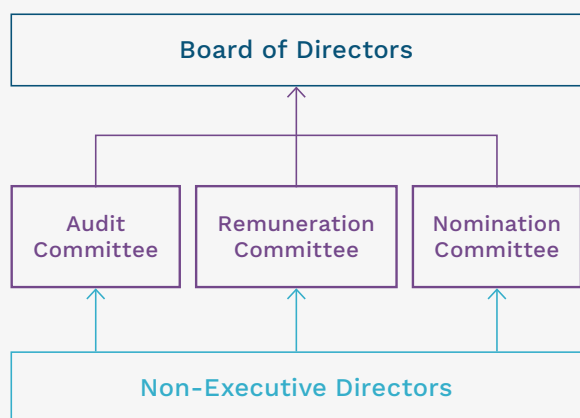 Board of Directors
Audit
Committee
Remuneration
Committee
Nomination
Committee
Non-Executive Directors